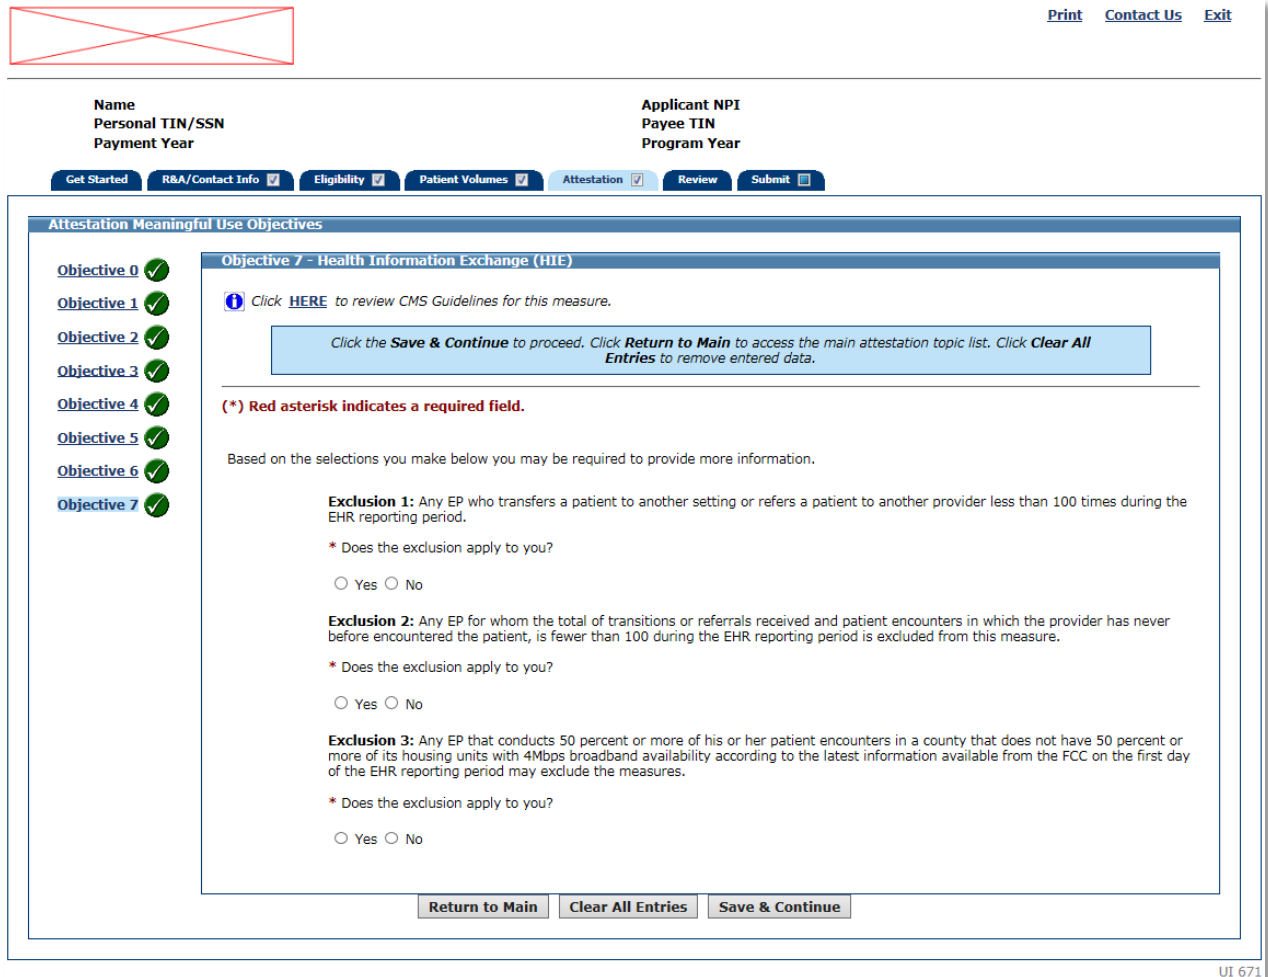 Print Contact Us Exit
Name Applicant NPI
Personal TIN/SSN Payee TIN
Payment Year Program Year
Get Started R&A/Contact Info Eligibility Patient Volumes Attestation Review Submit
Attestation Meaningful Use Objectives
Objective 0
Objective 1
Objective 2
Objective 3
Objective 4
Objective 5
Objective 6
Objective 7
Objective 7 - Health Information Exchange (HIE)
Click HERE to review CMS Guidelines for this measure.
Click the Save & Continue to proceed. Click Return to Main to access the main attestation topic list. Click Clear All
Entries to remove entered data.
(*) Red asterisk indicates a required field.
Based on the selections you make below you may be required to provide more information.
Exclusion 1: Any EP who transfers a patient to another setting or refers a patient to another provider less than 100 times during the
EHR reporting period.
* Does the exclusion apply to you?
Yes No
Exclusion 2: Any EP for whom the total of transitions or referrals received and patient encounters in which the provider has never
before encountered the patient, is fewer than 100 during the EHR reporting period is excluded from this measure.
* Does the exclusion apply to you?
Yes No
Exclusion 3: Any EP that conducts 50 percent or more of his or her patient encounters in a county that does not have 50 percent or
more of its housing units with 4Mbps broadband availability according to the latest information available from the FCC on the first day
of the EHR reporting period may exclude the measures.
* Does the exclusion apply to you?
Yes No
Return to Main Clear All Entries Save & Continue
UI 671